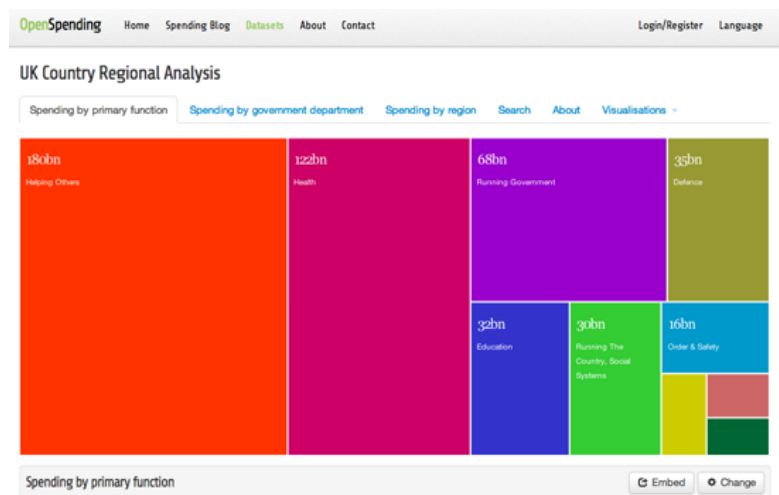 OpenSpending Home Spending Blog Datasets About Contact Login/Register Language
UK Country Regional Analysis
Spending by primary function Spending by government department Spending by region Search About Visualisations
180bn
Helping Others
122bn
Health
68bn
Running Government
35bn
Defence
32bn
Education
30bn
Running The
Country, Social
Systems
16bn
Order & Safety
Spending by primary function Embed Change